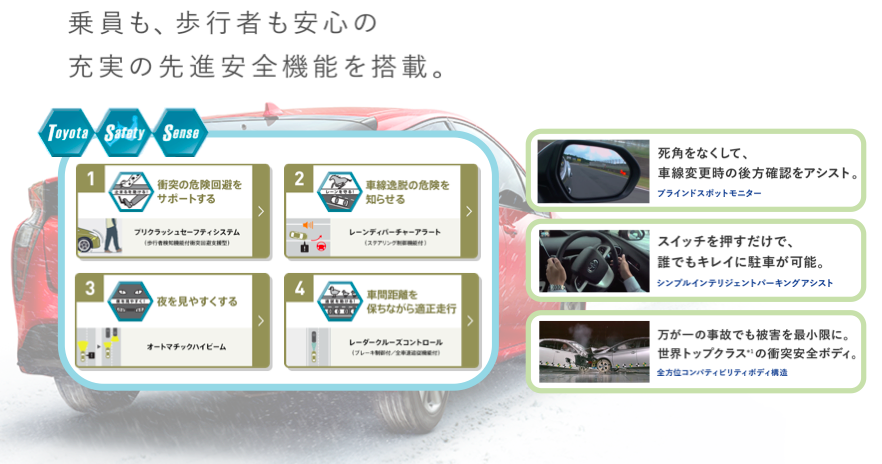 乗員も、歩行者も安心の
充実の先進安全機能を搭載。
Toyota Safety Sense
1
衝突の危険回避を
サポートする
プリクラッシュセーフティシステム
(歩行者検知機能付衝突回避支援型)
2
レーンを守る!
車線逸脱の危険を
知らせる
レーンディパーチャーアラート
(ステアリング制御機能付)
3
夜を見やすくする
オートマチックハイビーム
4
車間距離を
保ちながら適正走行
レーダークルーズコントロール
(ブレーキ制御付/全車速追従機能付)
死角をなくして、
車線変更時の後方確認をアシスト。
ブラインドスポットモニター
スイッチを押すだけで、
誰でもキレイに駐車が可能。
シンプルインテリジェントパーキングアシスト
万が一の事故でも被害を最小限に。
世界トップクラス*1の衝突安全ボディ。
全方位コンパティビリティボディ構造